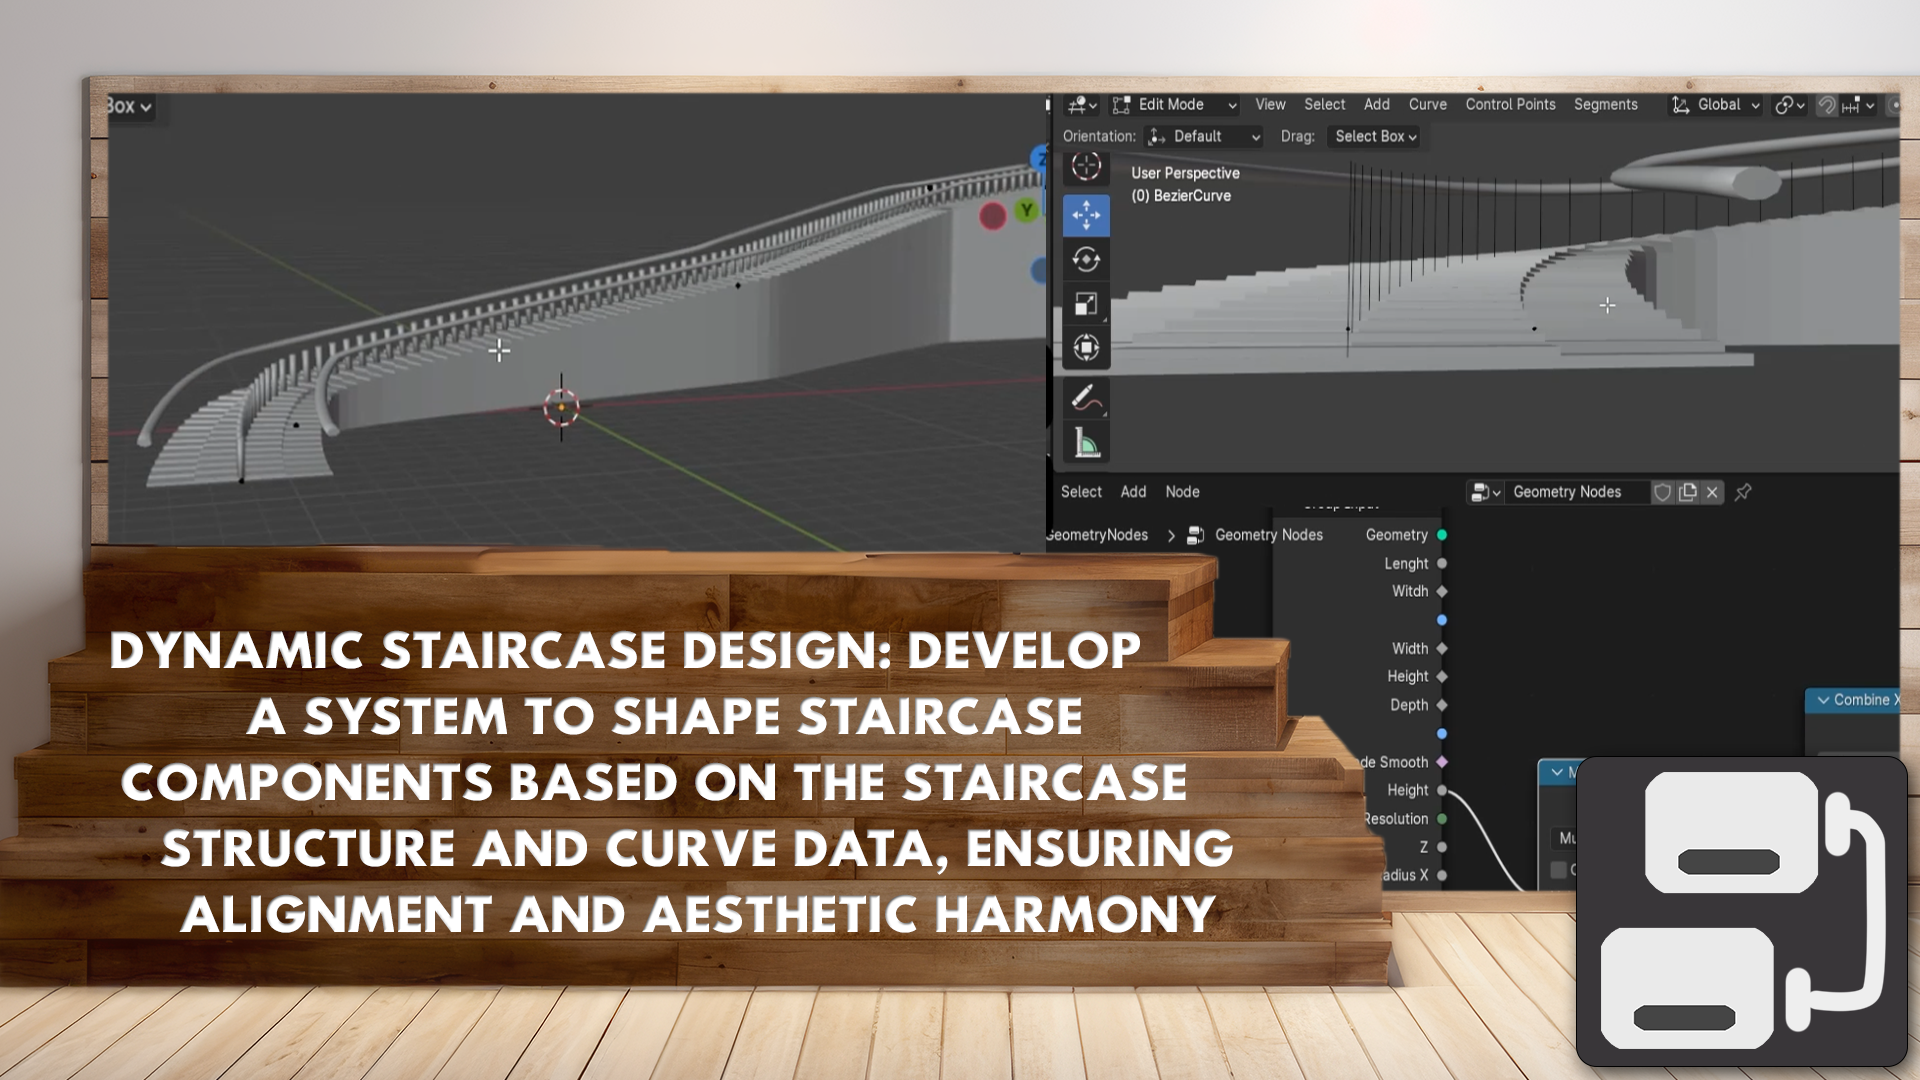 Box
Edit Mode View Select Add Curve Control Points Segments Global
Orientation: Default Drag: Select Box
User Perspective
(0) BezierCurve
Z
Y
Select Add Node Geometry Nodes
GeometryNodes > Geometry Nodes
Group Input
Geometry
Lenght
Witdh
Width
Height
Depth
Combine X
de Smooth
M
Height
Resolution
Mu
Z
adius X
DYNAMIC STAIRCASE DESIGN: DEVELOP
A SYSTEM TO SHAPE STAIRCASE
COMPONENTS BASED ON THE STAIRCASE
STRUCTURE AND CURVE DATA, ENSURING
ALIGNMENT AND AESTHETIC HARMONY